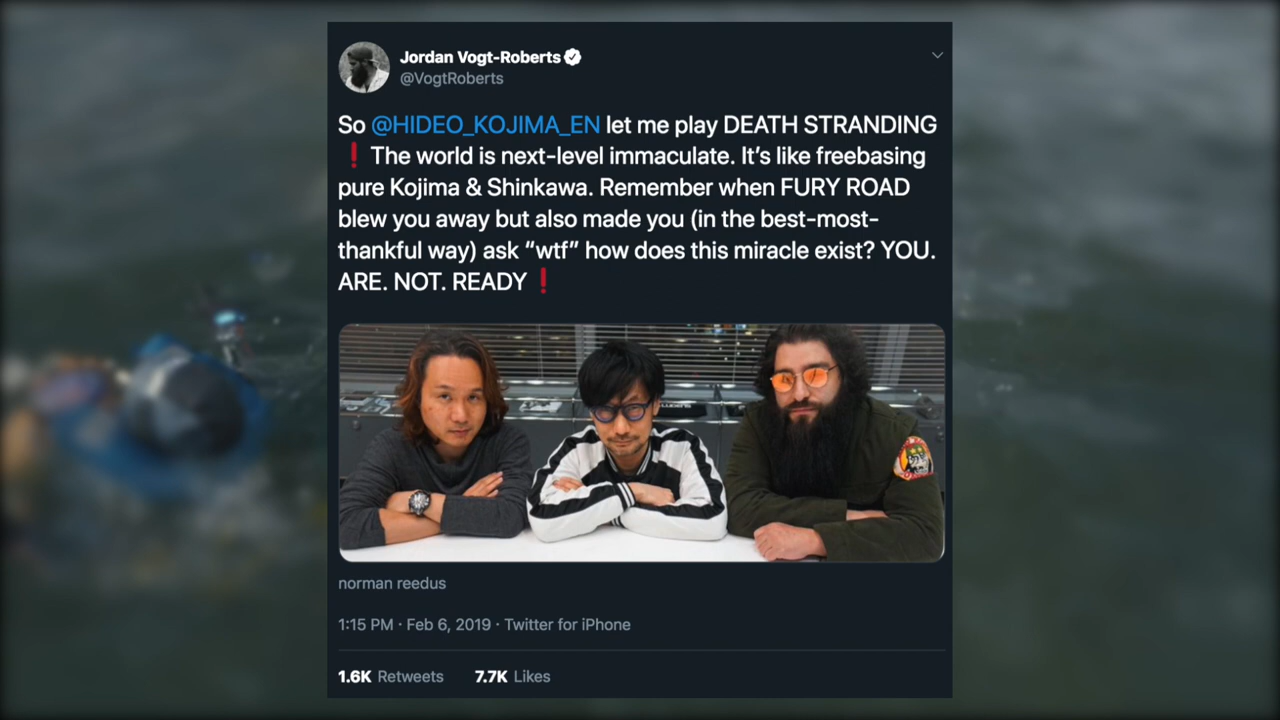 Jordan Vogt-Roberts
@VogtRoberts
So @HIDEO_KOJIMA_EN let me play DEATH STRANDING
❗ The world is next-level immaculate. It’s like freebasing
pure Kojima & Shinkawa. Remember when FURY ROAD
blew you away but also made you (in the best-most-
thankful way) ask “wtf” how does this miracle exist? YOU.
ARE. NOT. READY ❗
norman reedus
1:15 PM · Feb 6, 2019 · Twitter for iPhone
1.6K Retweets 7.7K Likes